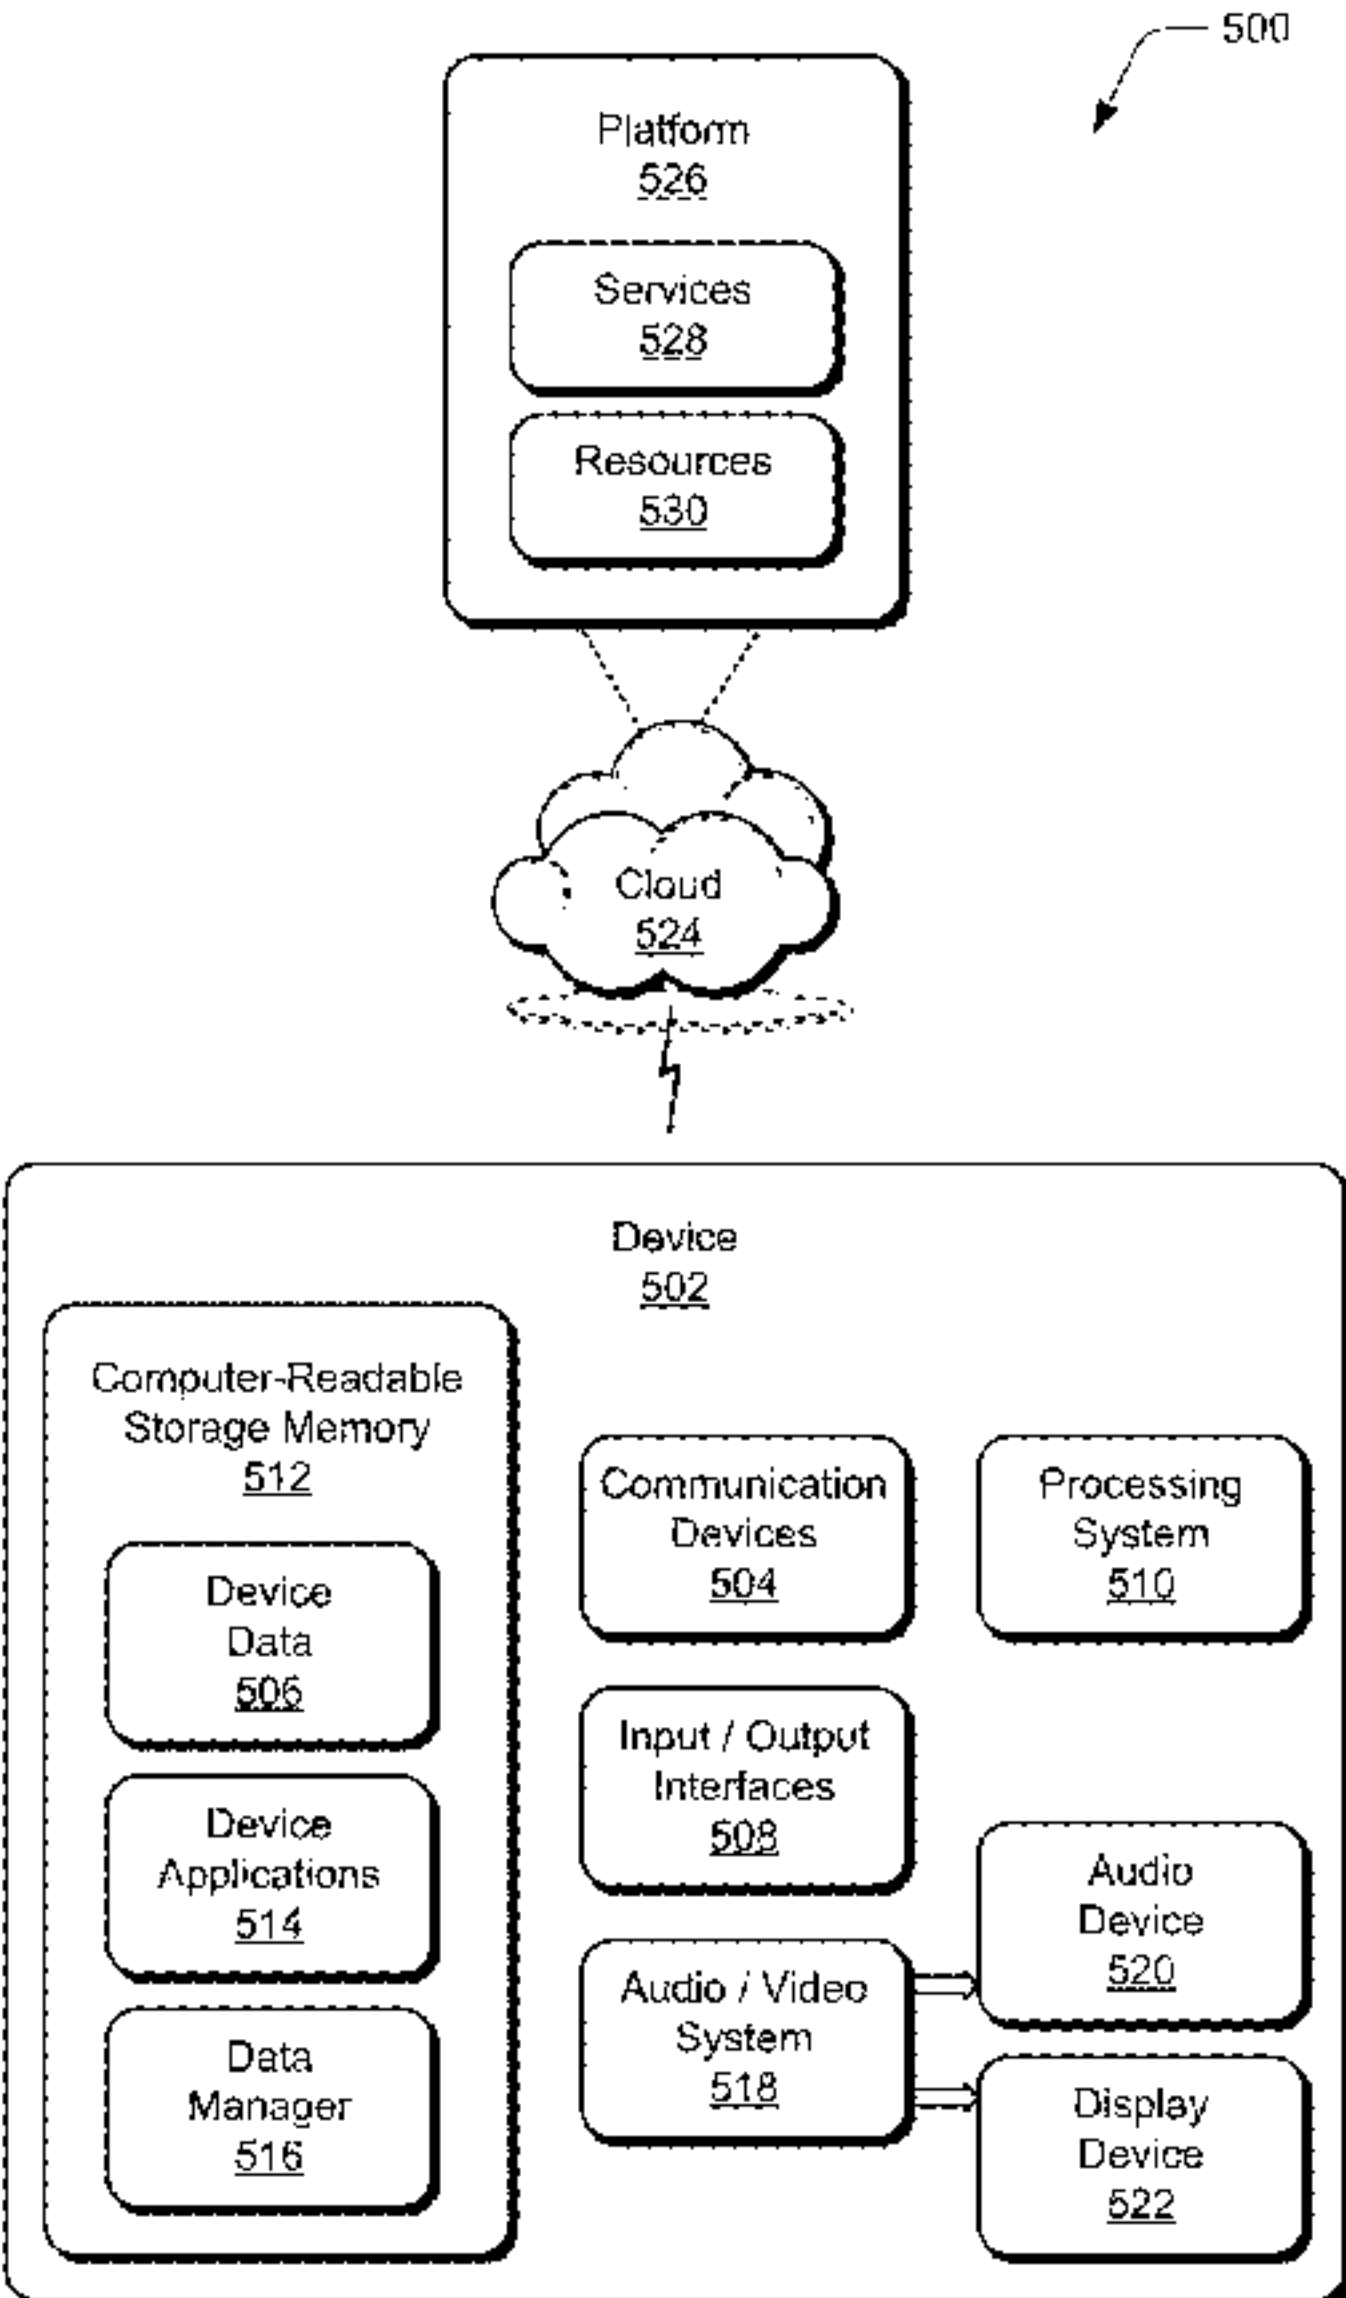 500
Platform
526
Services
528
Resources
530
Cloud
524
Device
502
Computer-Readable
Storage Memory
512
Device
Data
506
Device
Applications
514
Data
Manager
516
Communication
Devices
504
Input / Output
Interfaces
508
Audio / Video
System
518
Processing
System
510
Audio
Device
520
Display
Device
522